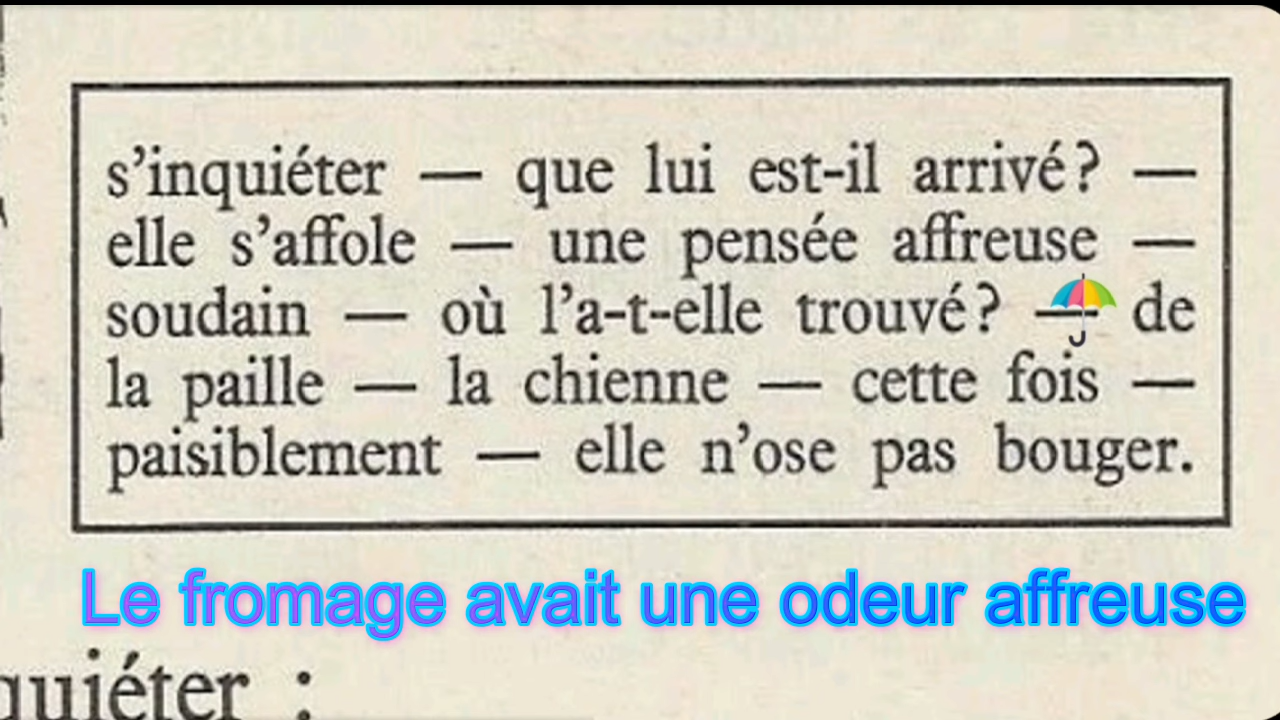 s'inquiéter — que lui est-il arrivé? —
elle s'affole — une pensée affreuse —
soudain — où l'a-t-elle trouvé? — de
la paille — la chienne — cette fois —
paisiblement — elle n'ose pas bouger.
Le fromage avait une odeur affreuse
quiéter :